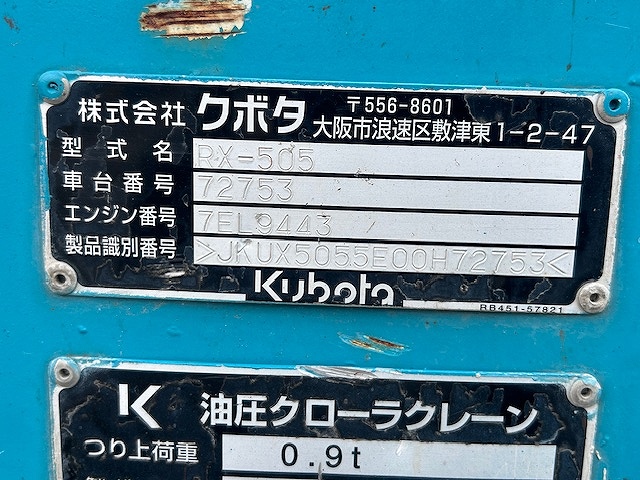 株式会社 クボタ 〒556-8601
大阪市浪速区敷津東1-2-47
型式名 RX-505
車台番号 72753
エンジン番号 7EL9443
製品識別番号 >JKUX5055E00H72753<
Kubota
RB451-57821
K 油圧クローラクレーン
つり上荷重 0.9t